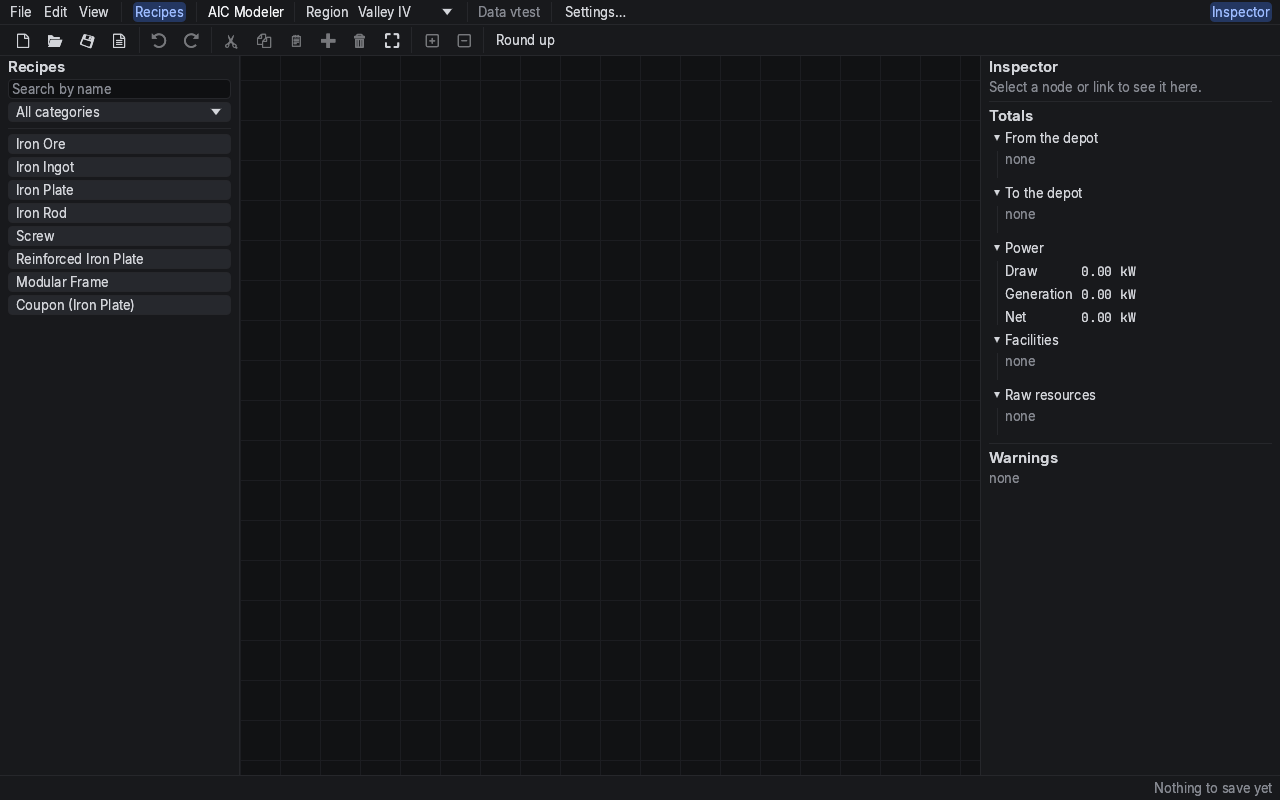 File Edit View Recipes AIC Modeler Region Valley IV Data vtest Settings... Inspector
Round up
Recipes
Search by name
All categories
Iron Ore
Iron Ingot
Iron Plate
Iron Rod
Screw
Reinforced Iron Plate
Modular Frame
Coupon (Iron Plate)
Inspector
Select a node or link to see it here.
Totals
From the depot
none
To the depot
none
Power
Draw 0.00 kW
Generation 0.00 kW
Net 0.00 kW
Facilities
none
Raw resources
none
Warnings
none
Nothing to save yet